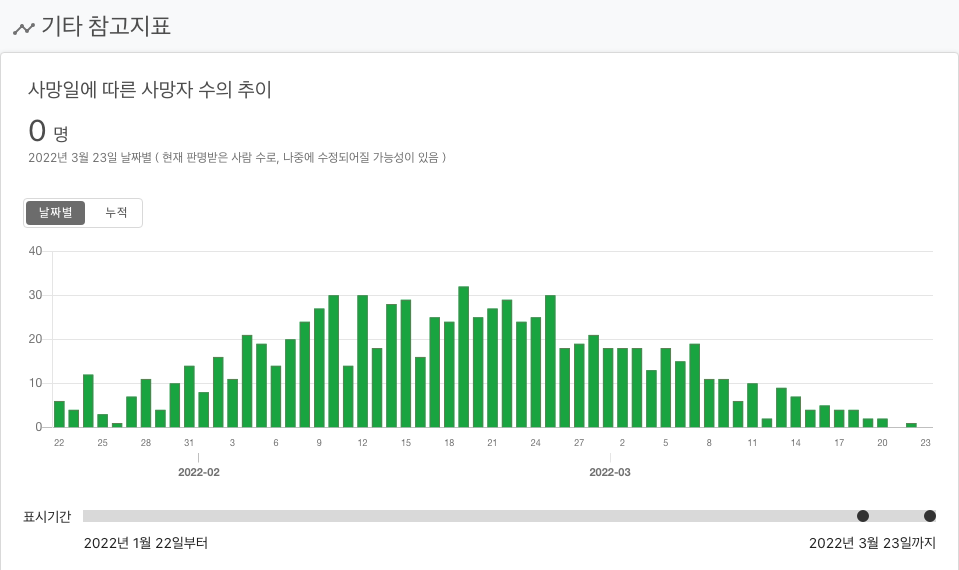 기타 참고지표
사망일에 따른 사망자 수의 추이
0 명
2022년 3월 23일 날짜별 ( 현재 판명받은 사람 수로, 나중에 수정되어질 가능성이 있음 )
날짜별 누적
40
30
20
10
0
22 25 28 31 3 6 9 12 15 18 21 24 27 2 5 8 11 14 17 20 23
2022-02 2022-03
표시기간
2022년 1월 22일부터 2022년 3월 23일까지